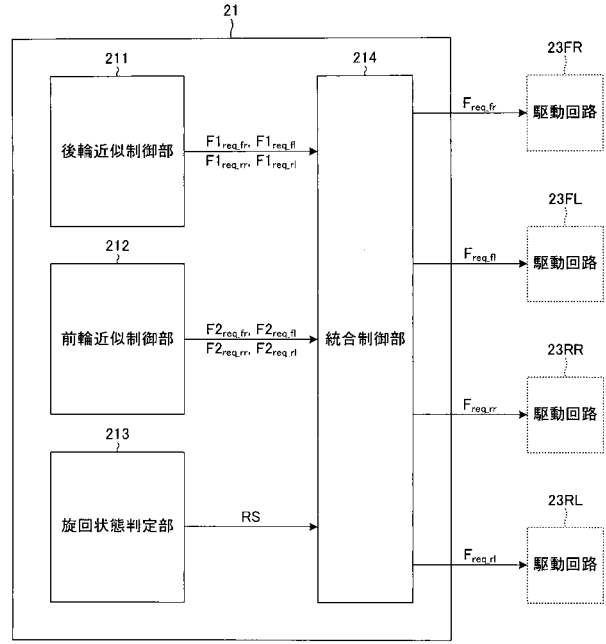 21
211
後輪近似制御部
F1req_fr, F1req_fl
F1req_rr, F1req_rl
212
前輪近似制御部
F2req_fr, F2req_fl
F2req_rr, F2req_rl
213
旋回状態判定部
RS
214
統合制御部
Freq_fr
23FR
駆動回路
Freq_fl
23FL
駆動回路
Freq_rr
23RR
駆動回路
Freq_rl
23RL
駆動回路